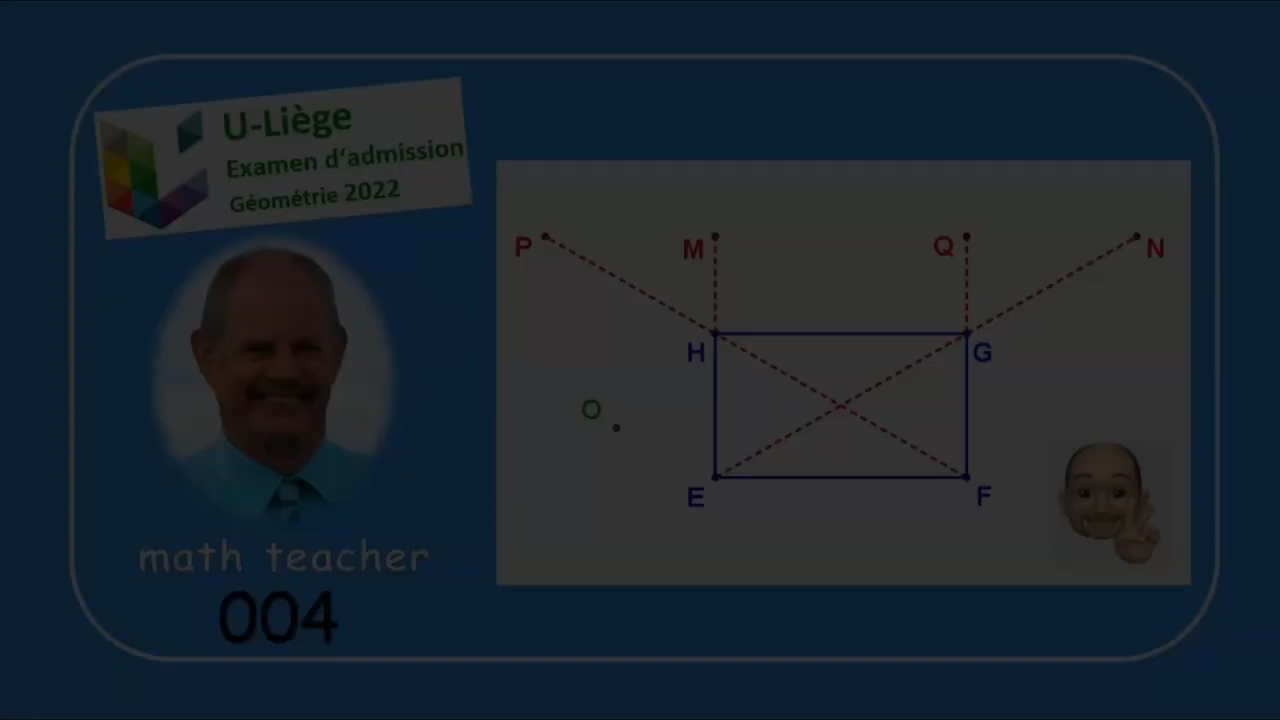 U-Liège
Examen d'admission
Géométrie 2022
P M Q N
H G
O
E F
math teacher
004